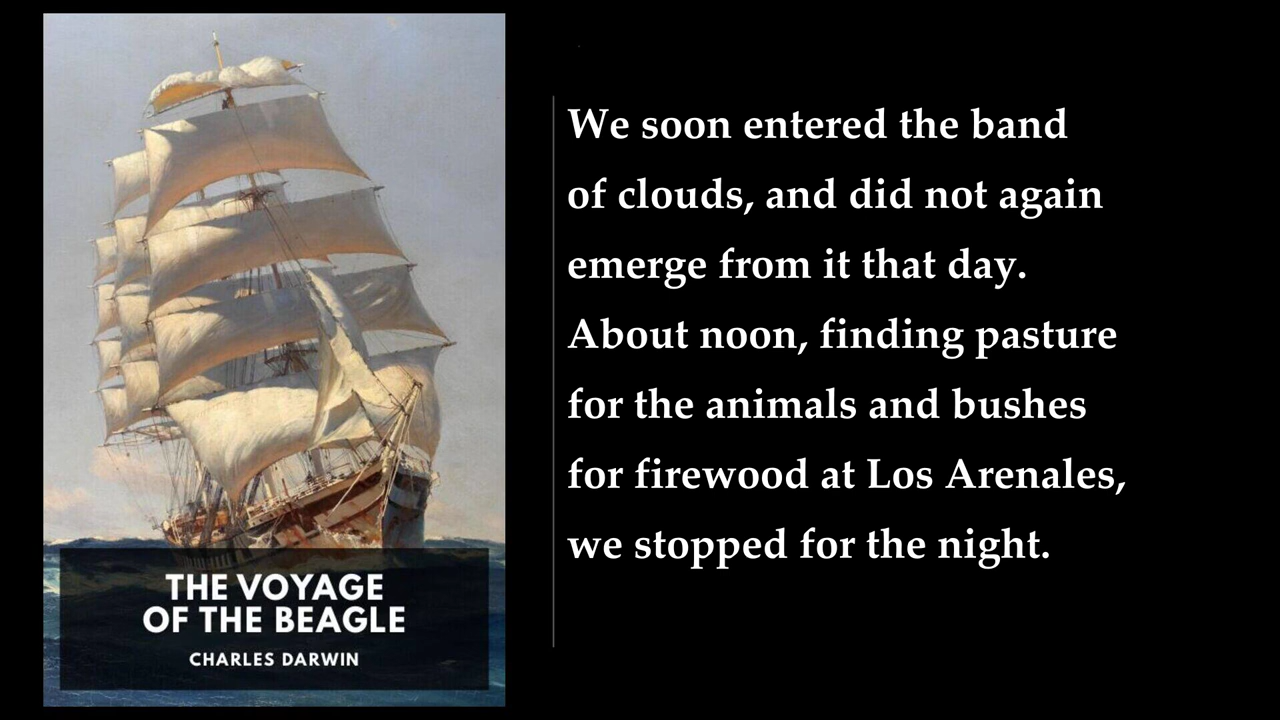 THE VOYAGE
OF THE BEAGLE
CHARLES DARWIN
We soon entered the band
of clouds, and did not again
emerge from it that day.
About noon, finding pasture
for the animals and bushes
for firewood at Los Arenales,
we stopped for the night.